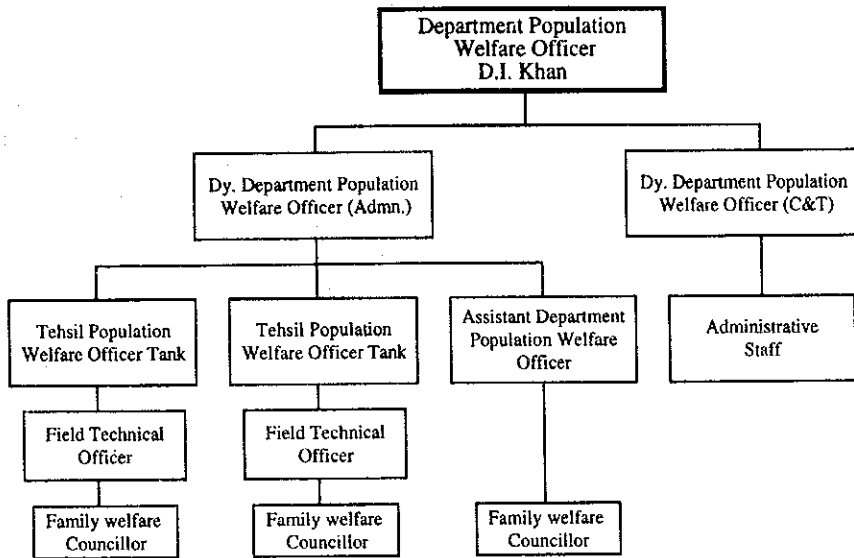 Department Population
Welfare Officer
D.I. Khan
Dy. Department Population
Welfare Officer (Admn.)
Dy. Department Population
Welfare Officer (C&T)
Tehsil Population
Welfare Officer Tank
Tehsil Population
Welfare Officer Tank
Assistant Department
Population Welfare
Officer
Administrative
Staff
Field Technical
Officer
Field Technical
Officer
Family welfare
Councillor
Family welfare
Councillor
Family welfare
Councillor